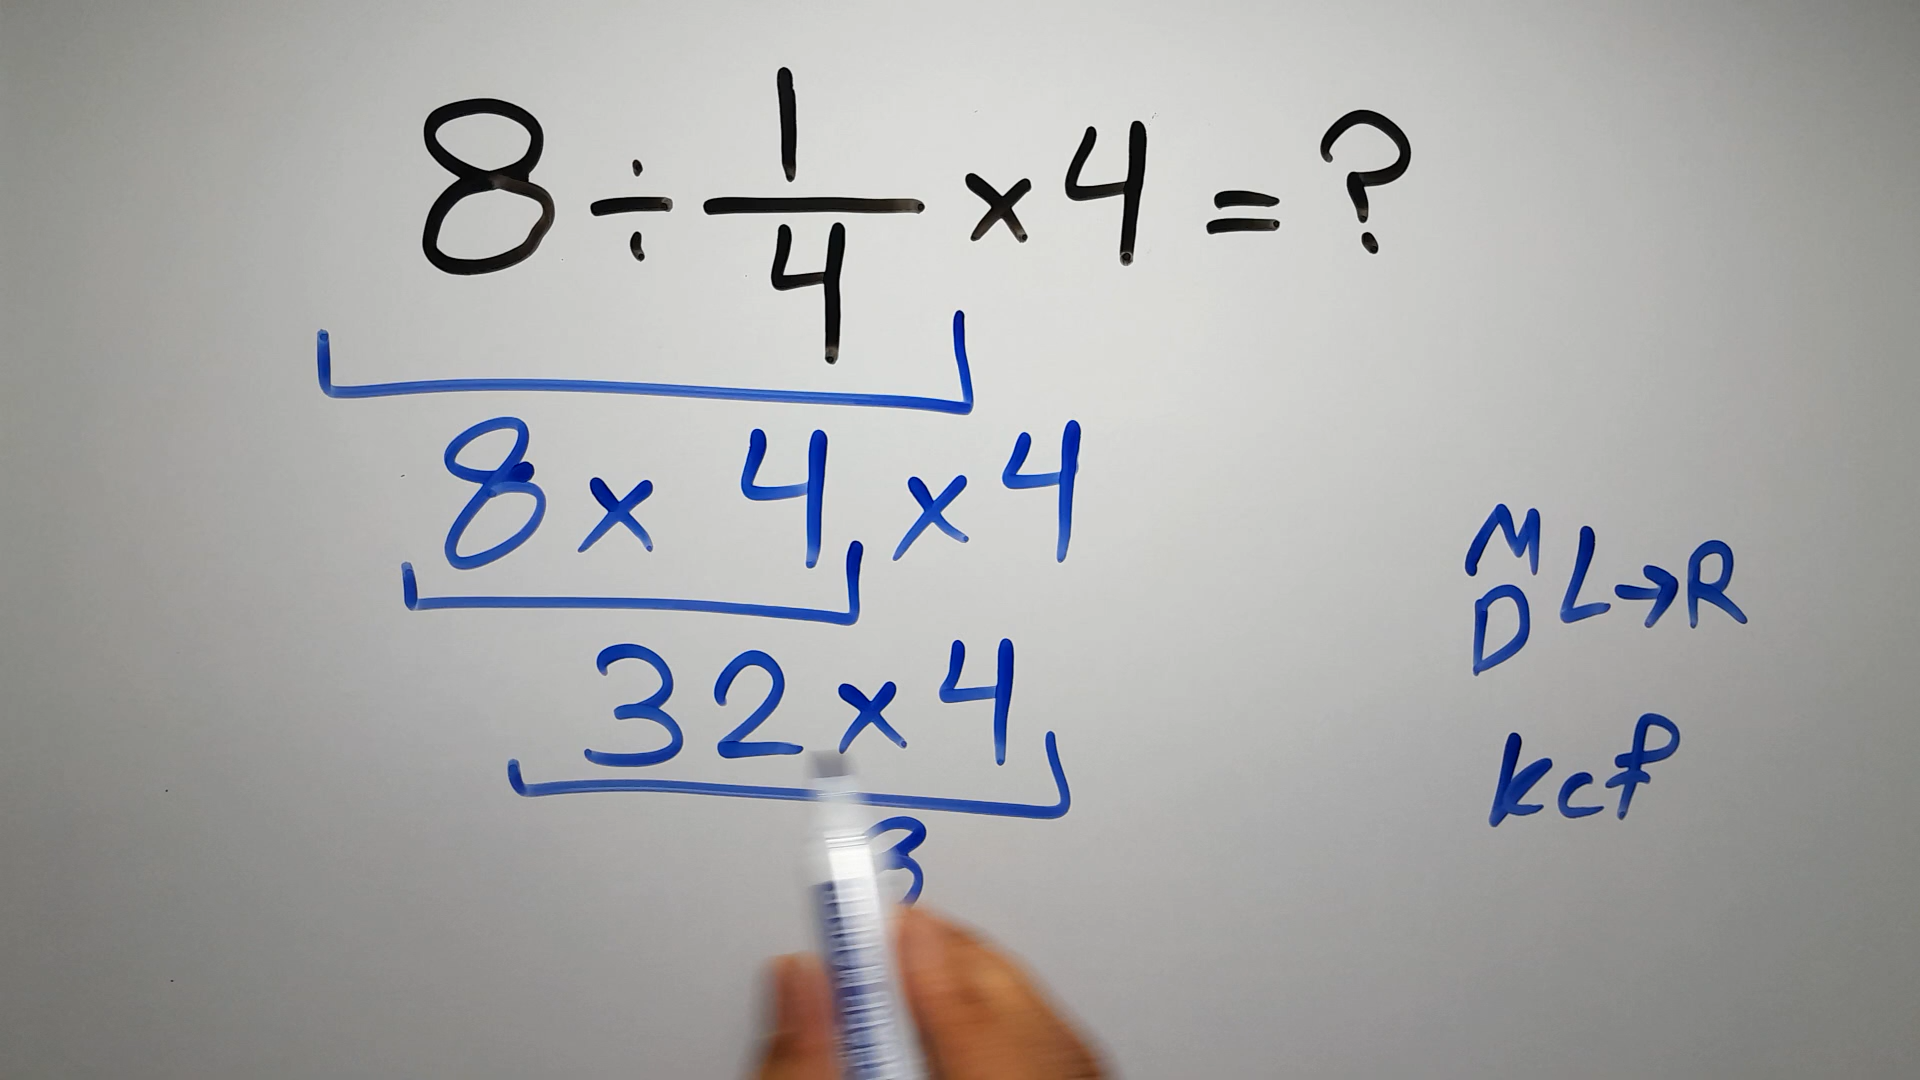 8 ÷ 1/4 × 4 = ?
8 × 4 × 4
M
D L→R
32 × 4
kcf